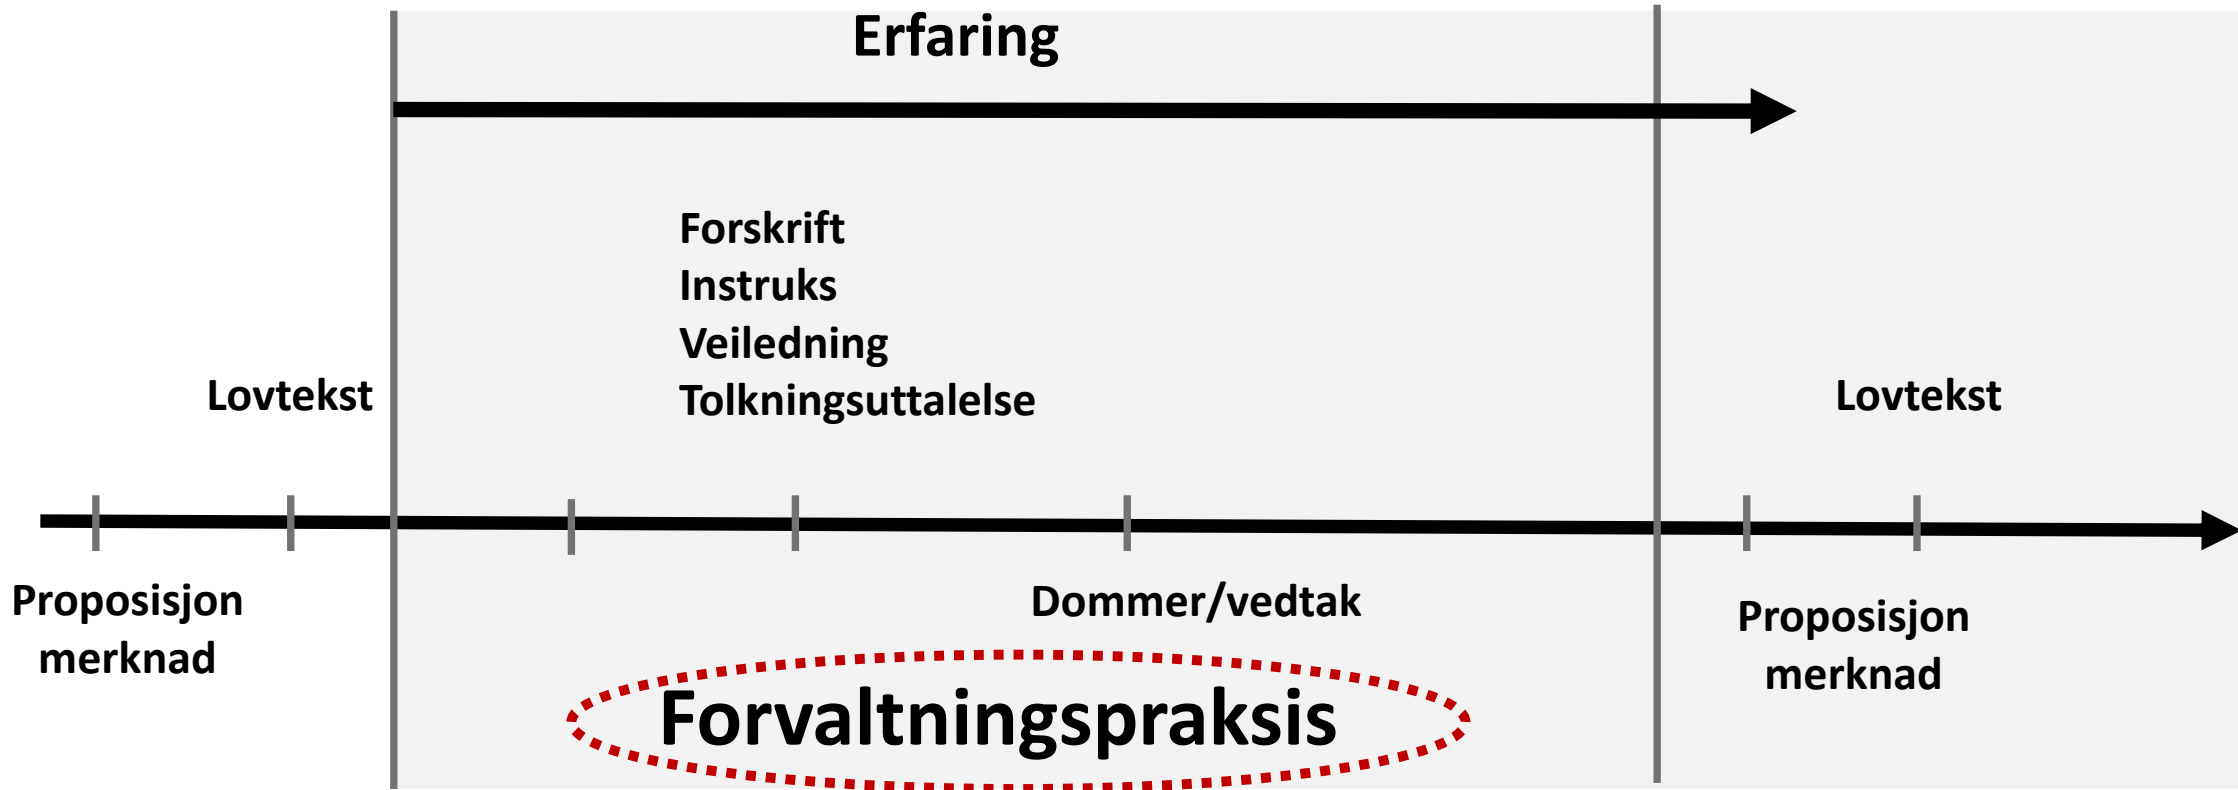 Erfaring
Forskrift
Instruks
Veiledning
Tolkningsuttalelse
Lovtekst
Lovtekst
Proposisjon
merknad
Dommer/vedtak
Proposisjon
merknad
Forvaltningspraksis